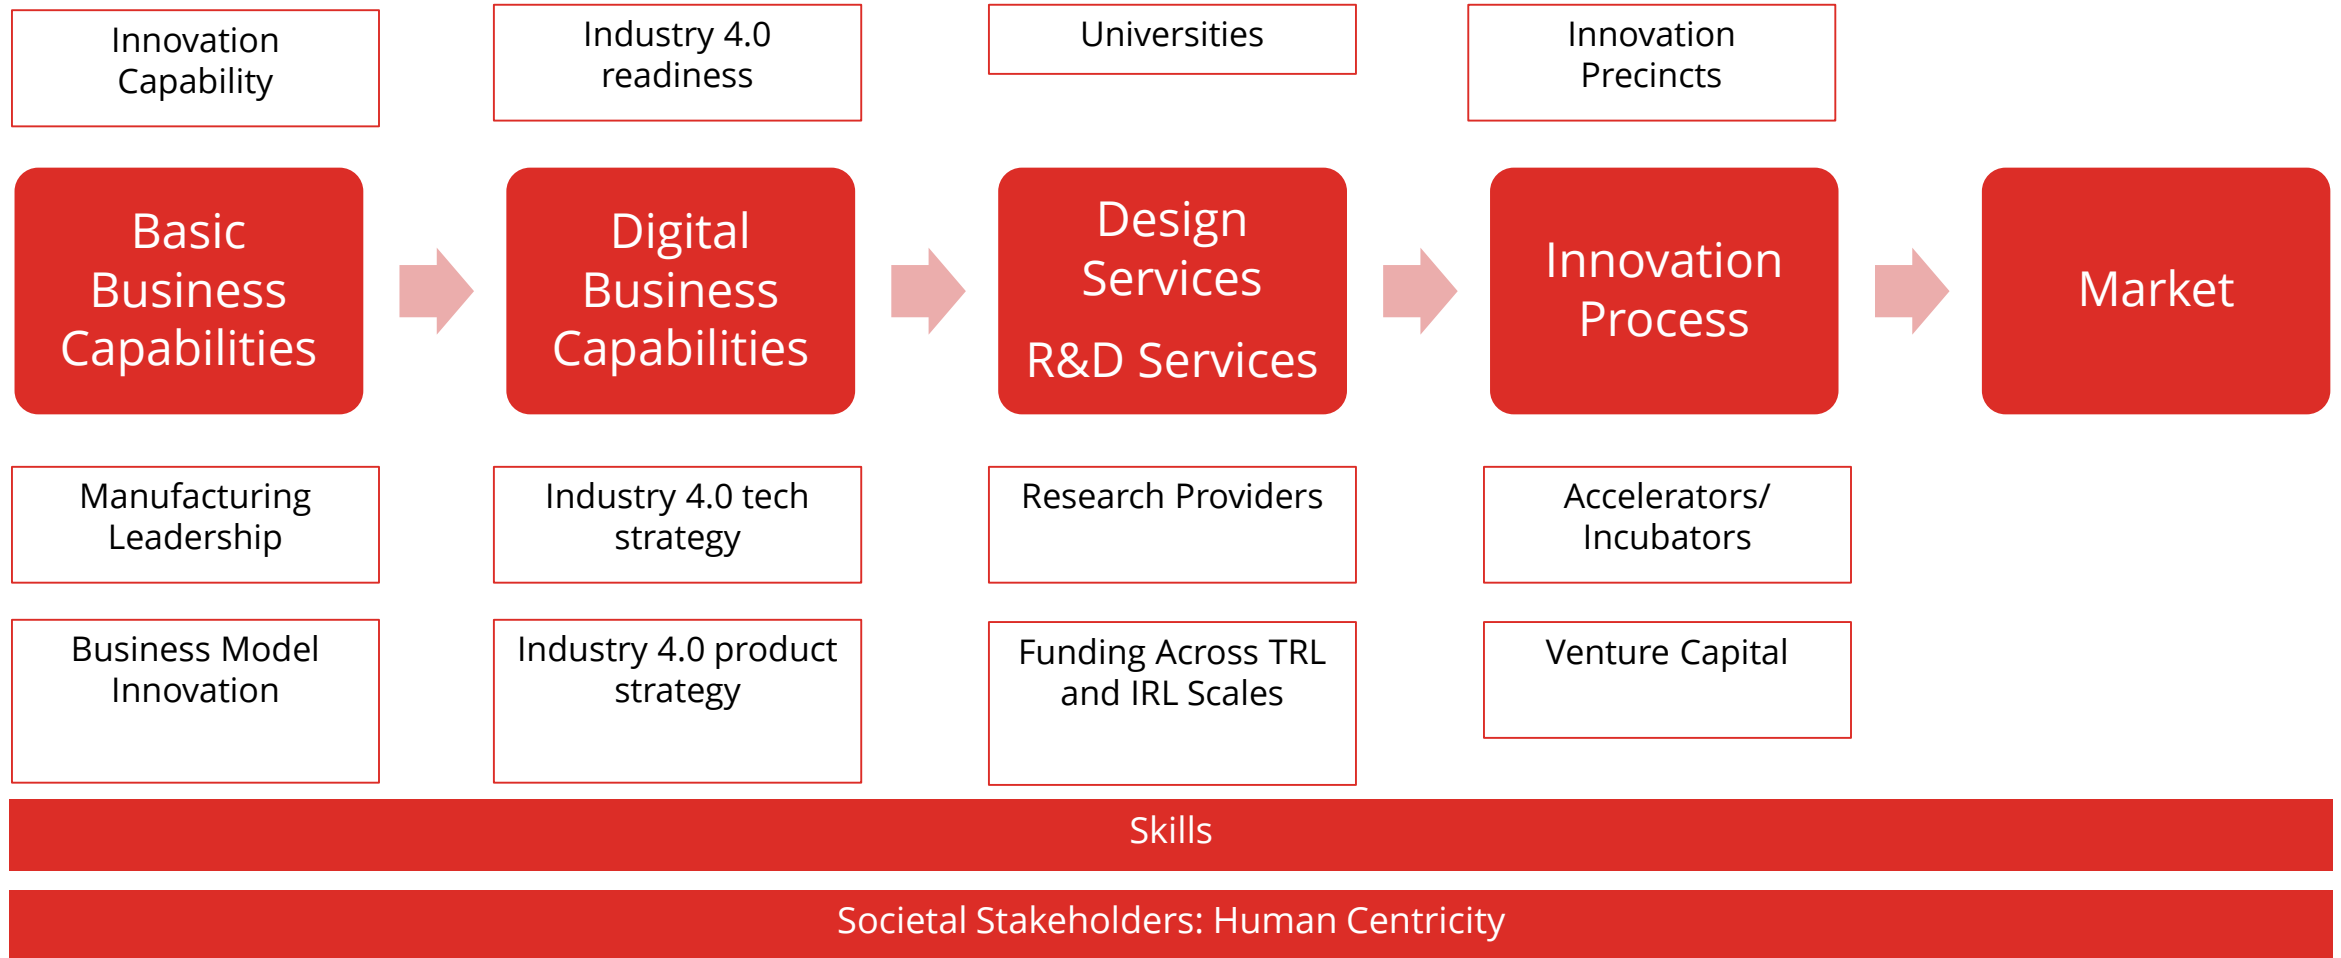 Innovation
Capability
Industry 4.0
readiness
Universities
Innovation
Precincts
Basic
Business
Capabilities
Digital
Business
Capabilities
Design
Services
R&D Services
Innovation
Process
Market
Manufacturing
Leadership
Industry 4.0 tech
strategy
Research Providers
Accelerators/
Incubators
Business Model
Innovation
Industry 4.0 product
strategy
Funding Across TRL
and IRL Scales
Venture Capital
Skills
Societal Stakeholders: Human Centricity